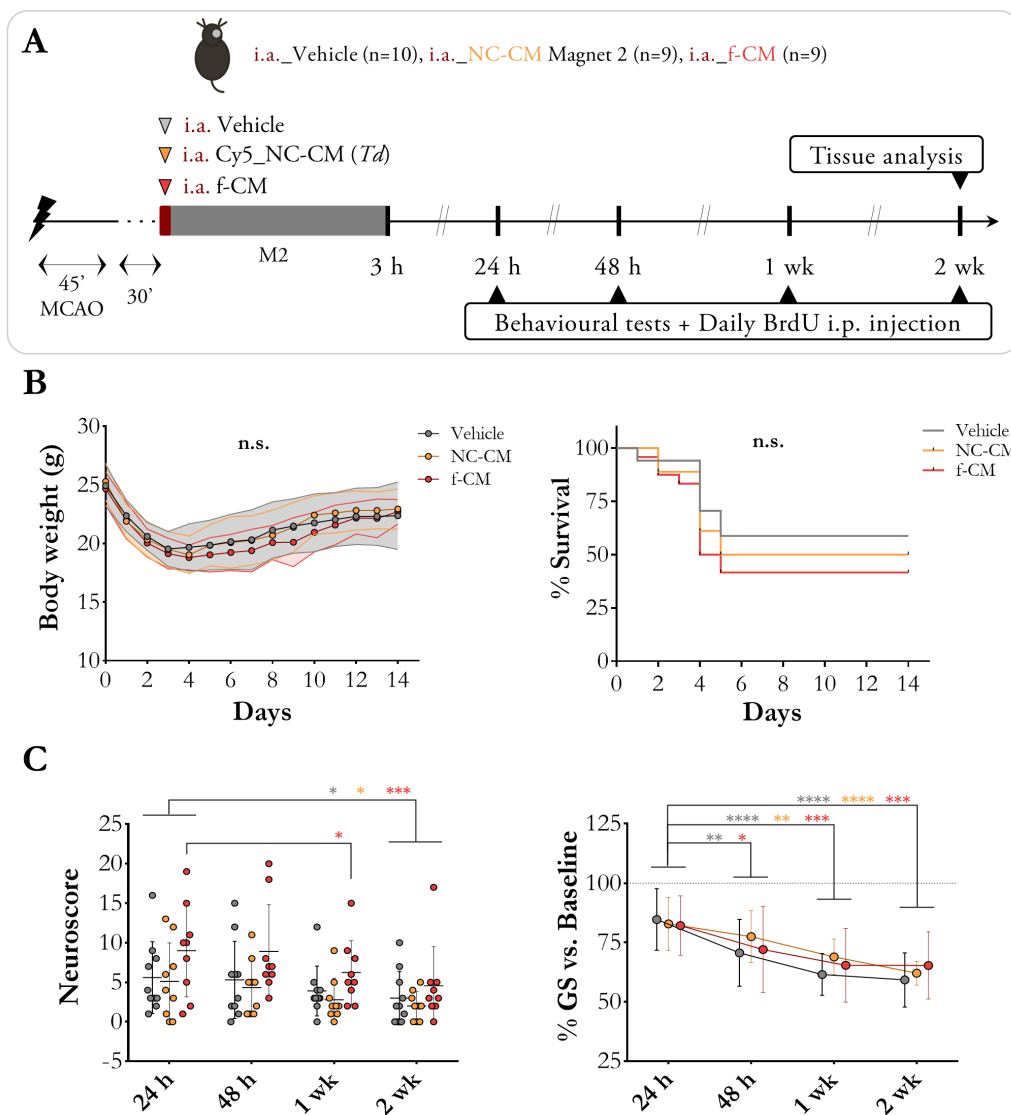 A
i.a._Vehicle (n=10), i.a._NC-CM Magnet 2 (n=9), i.a._f-CM (n=9)
i.a. Vehicle
i.a. Cy5_NC-CM (Td)
i.a. f-CM
Tissue analysis
M2
3 h
24 h
48 h
1 wk
2 wk
45'
MCAO
30'
Behavioural tests + Daily BrdU i.p. injection
B
Body weight (g)
30
25
20
15
10
n.s.
Vehicle
NC-CM
f-CM
0 2 4 6 8 10 12 14
Days
% Survival
100
75
50
25
0
n.s.
Vehicle
NC-CM
f-CM
0 2 4 6 8 10 12 14
Days
C
Neuroscore
25
20
15
10
5
0
-5
* * ***
*
24 h
48 h
1 wk
2 wk
% GS vs. Baseline
125
100
75
50
25
**** **** ***
**** ** ***
** *
24 h
48 h
1 wk
2 wk